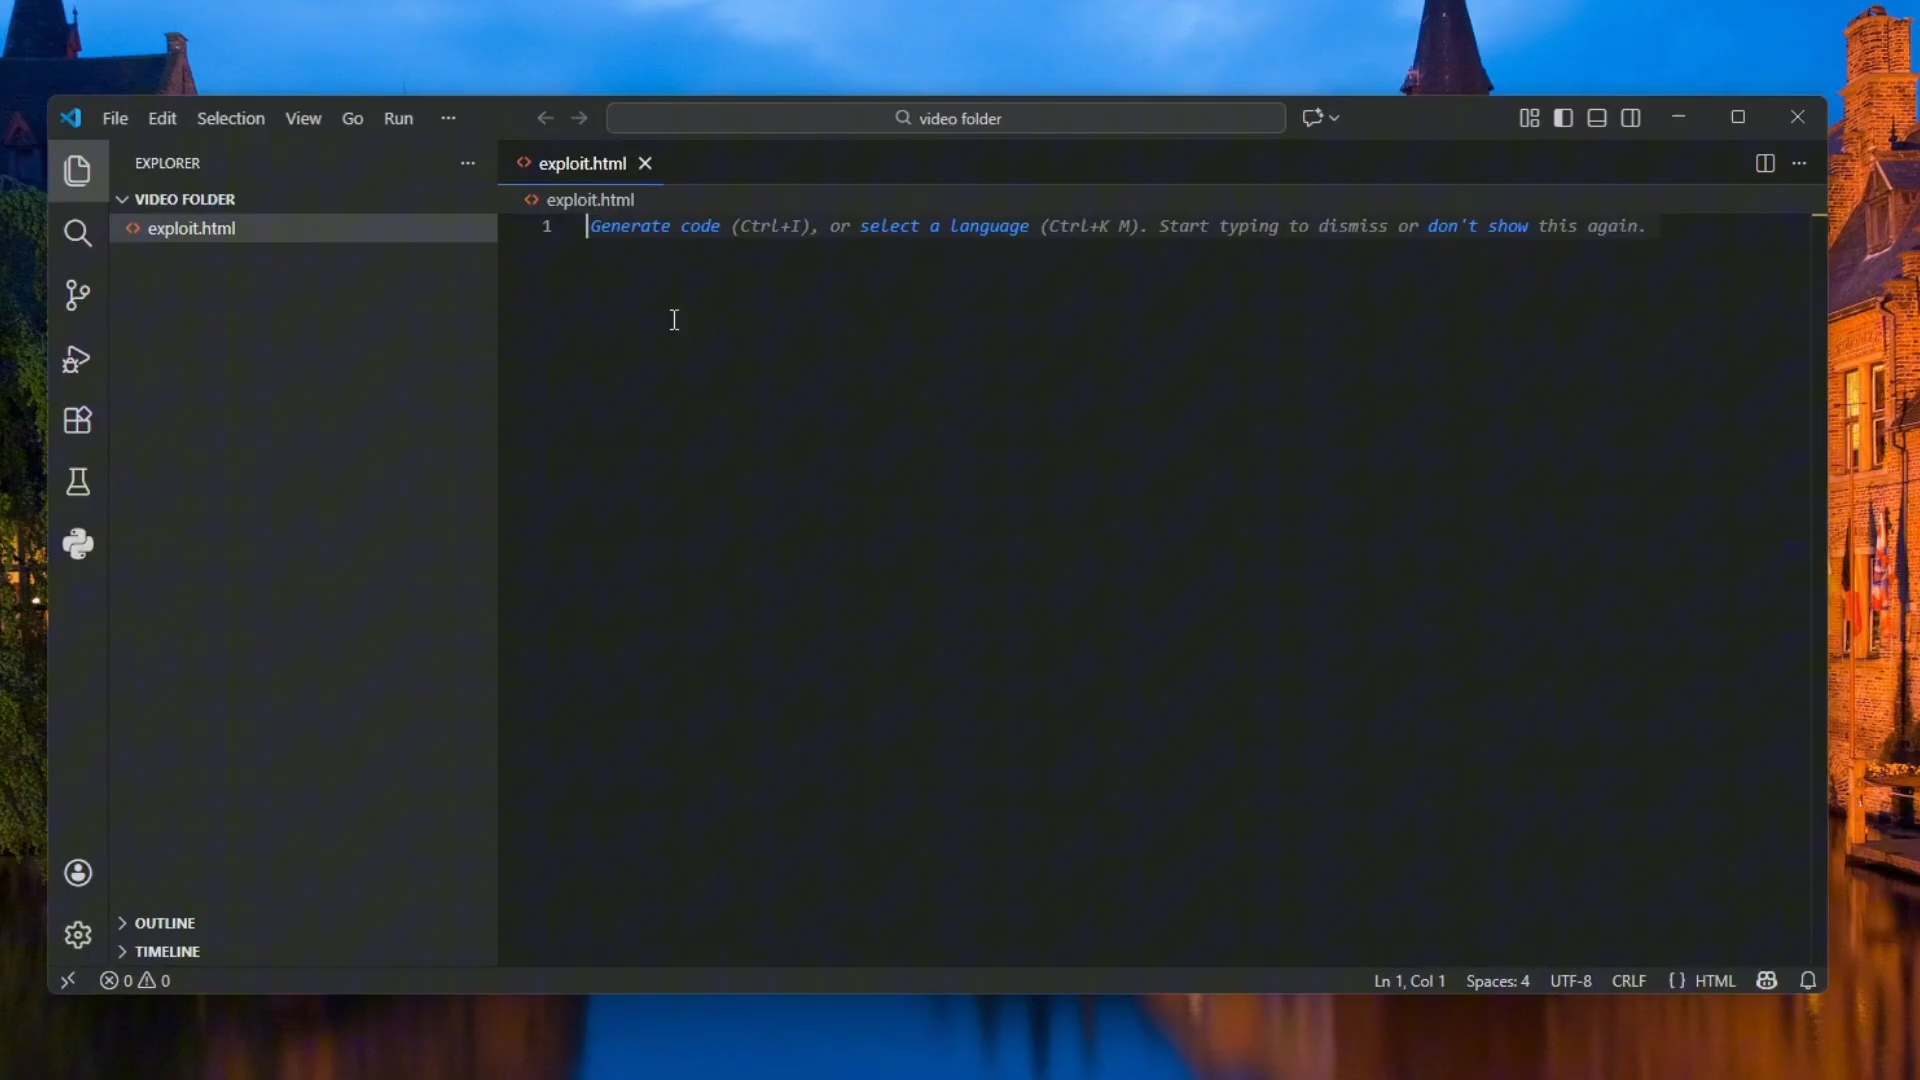 File Edit Selection View Go Run ···
video folder
EXPLORER ···
VIDEO FOLDER
exploit.html
OUTLINE
TIMELINE
exploit.html
exploit.html
1 Generate code (Ctrl+I), or select a language (Ctrl+K M). Start typing to dismiss or don't show this again.
0 0
Ln 1, Col 1 Spaces: 4 UTF-8 CRLF { } HTML